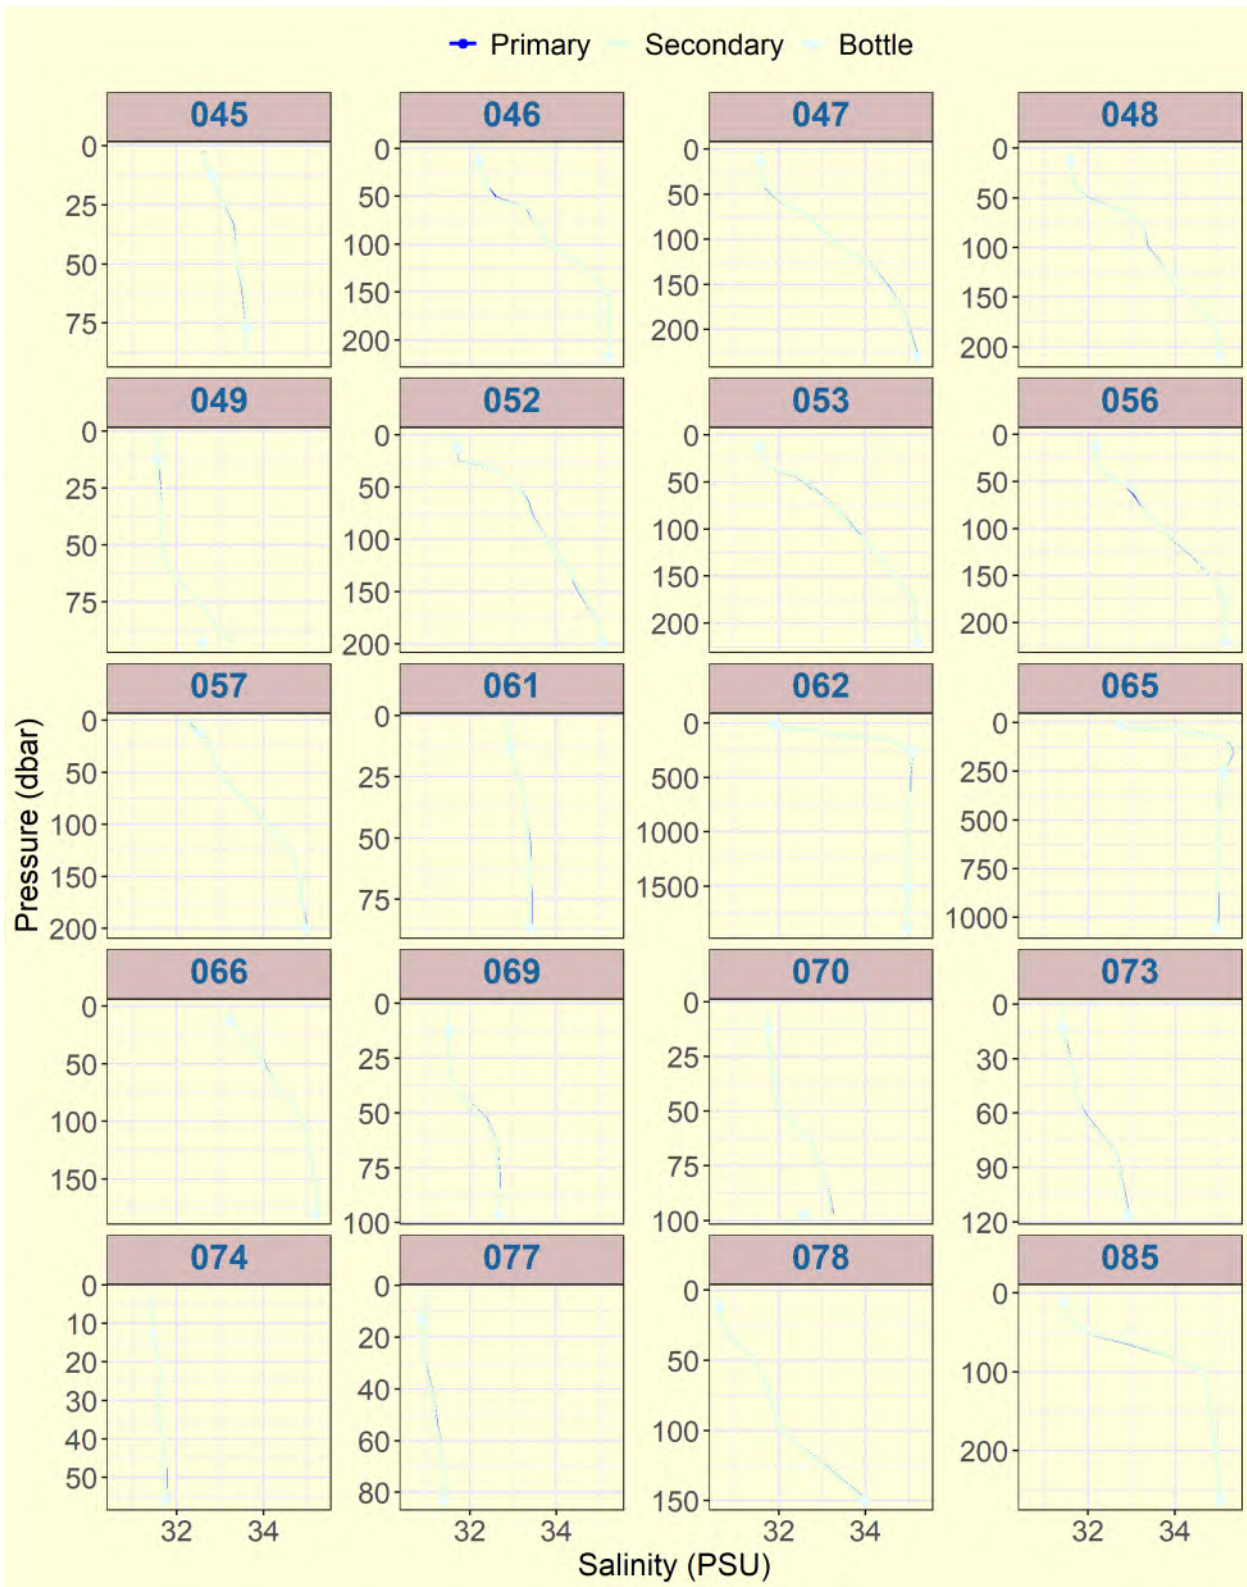 Primary Secondary Bottle
045 046 047 048
0 25 50 75
0 50 100 150 200
0 50 100 150 200
0 50 100 150 200
049 052 053 056
0 25 50 75
0 50 100 150 200
0 50 100 150 200
0 50 100 150 200
057 061 062 065
0 50 100 150 200
0 25 50 75
0 500 1000 1500
0 250 500 750 1000
066 069 070 073
0 50 100 150
0 25 50 75 100
0 25 50 75 100
0 30 60 90 120
074 077 078 085
0 10 20 30 40 50
0 20 40 60 80
0 50 100 150
0 100 200
32 34 32 34 32 34 32 34
Salinity (PSU)
Pressure (dbar)